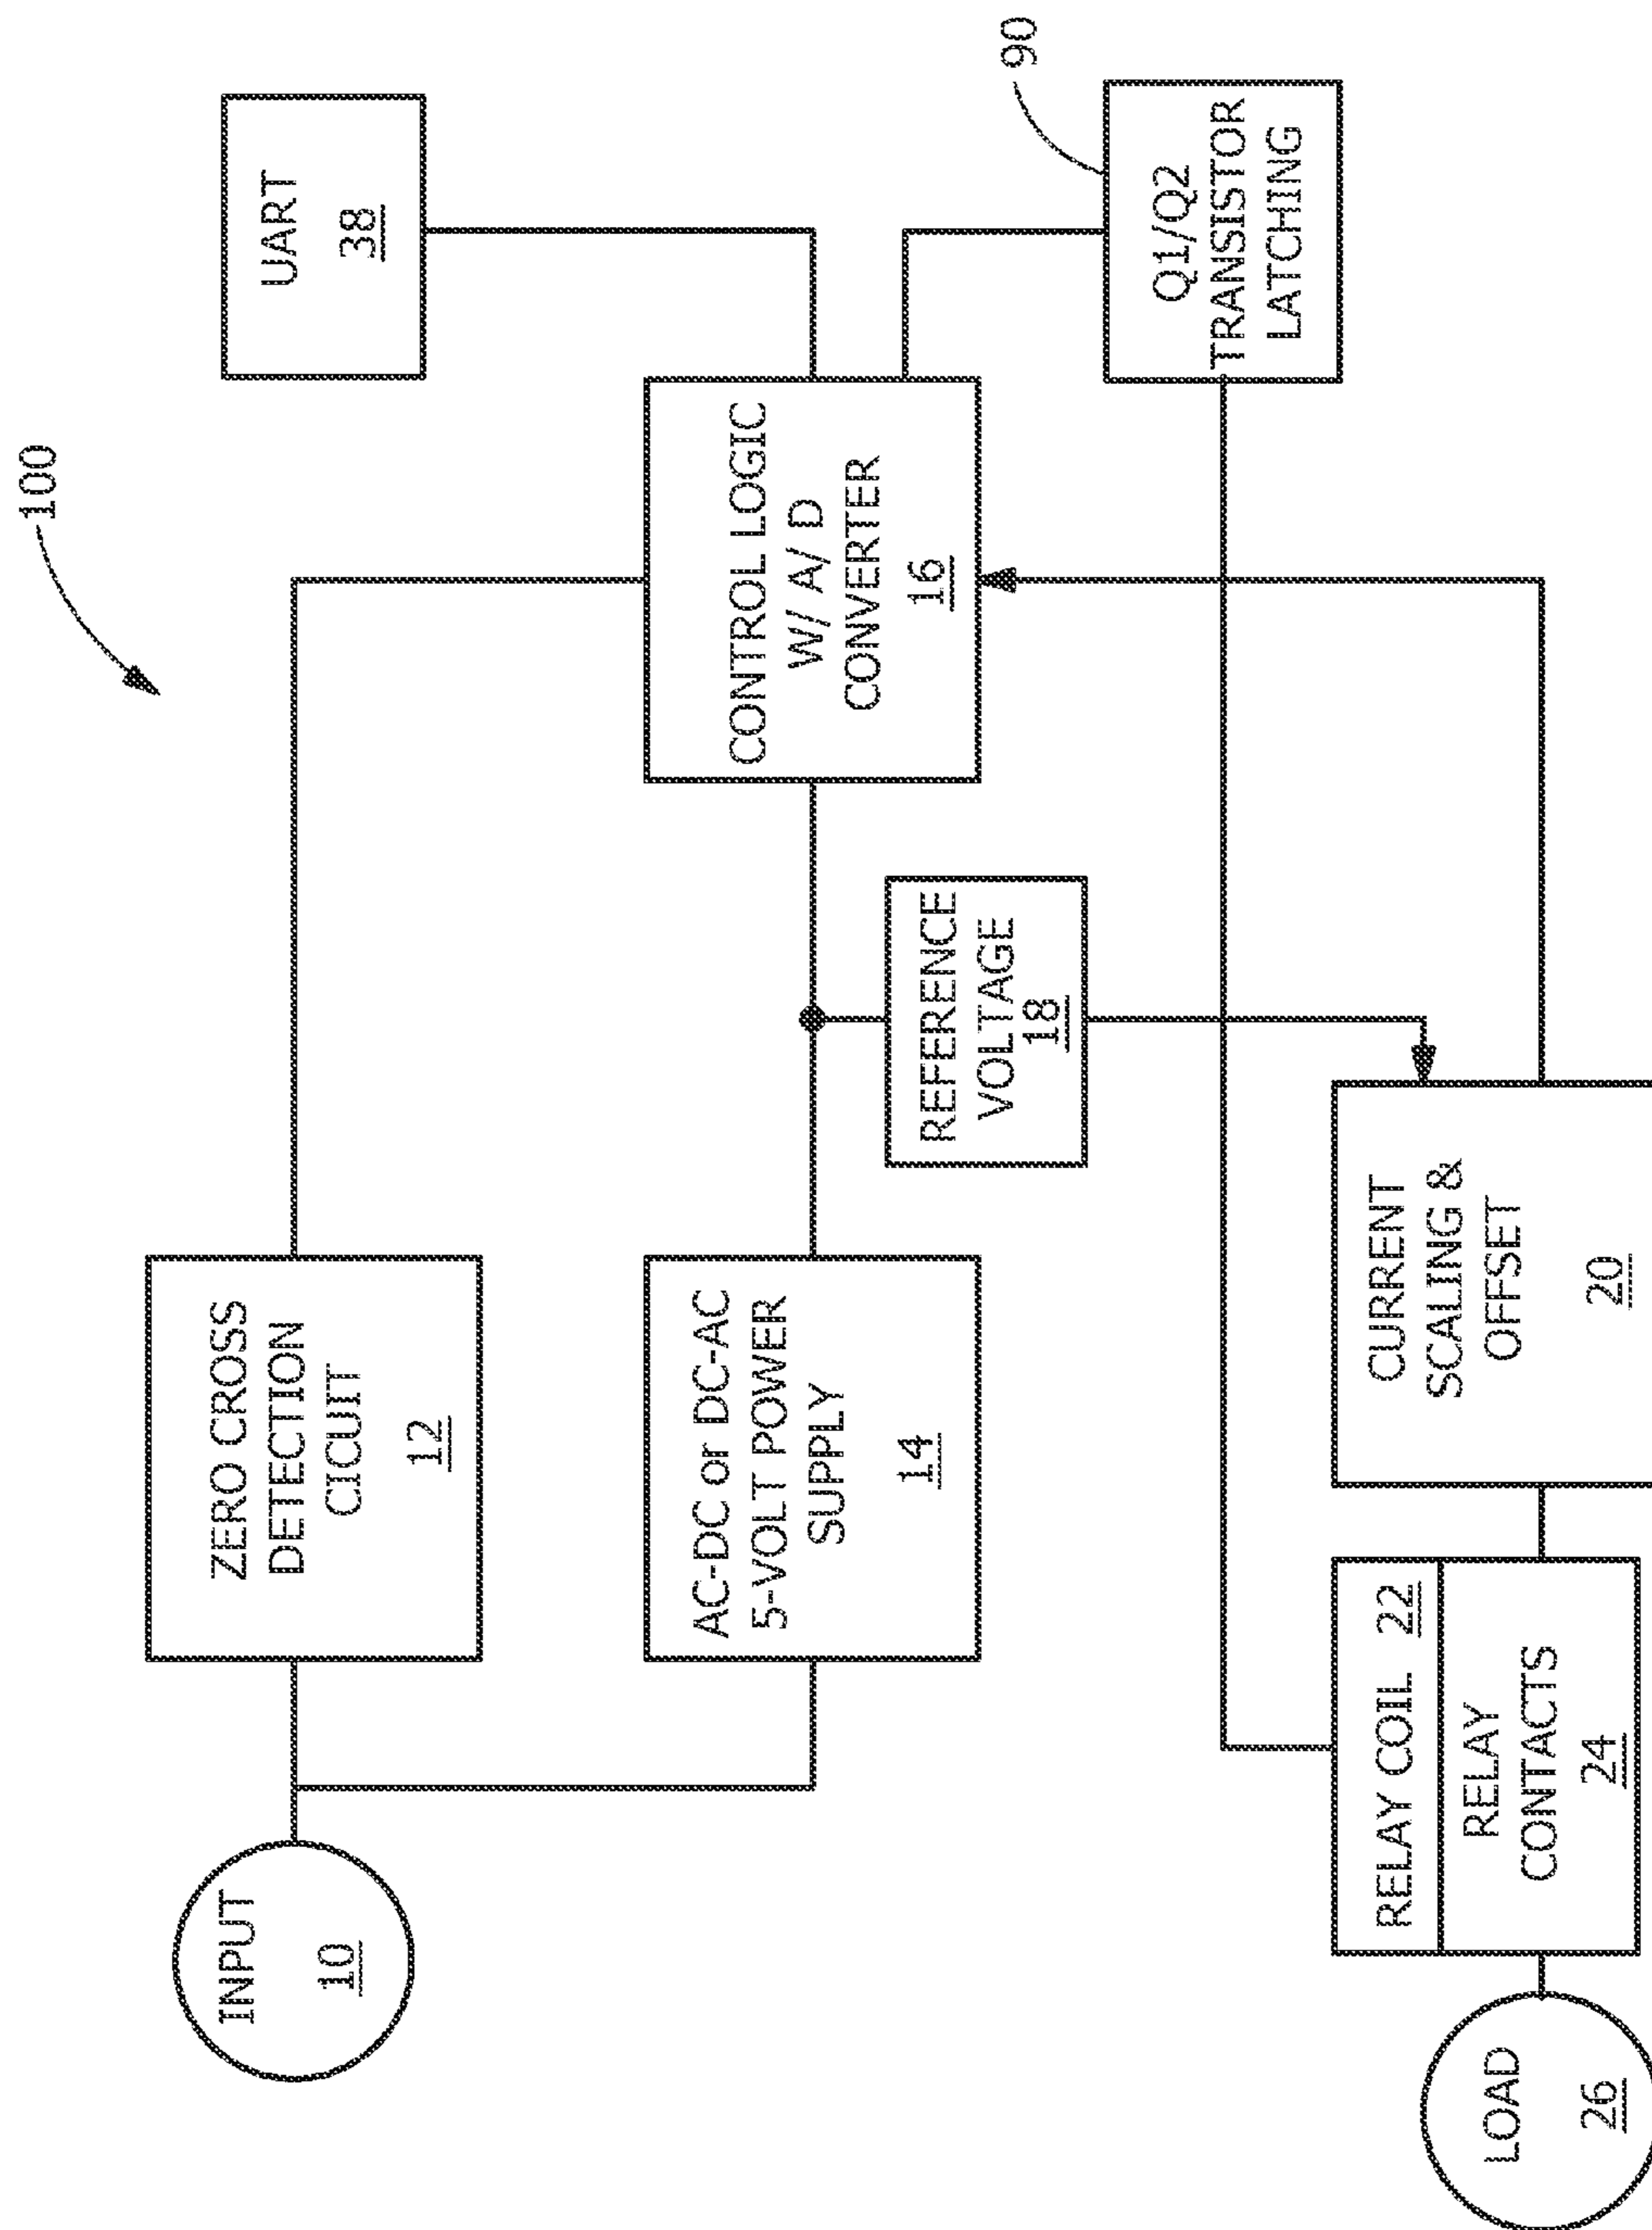 100
INPUT
10
ZERO CROSS
DETECTION
CICUIT
12
UART
38
AC-DC or DC-AC
5-VOLT POWER
SUPPLY
14
CONTROL LOGIC
W/ A/ D
CONVERTER
16
REFERENCE
VOLTAGE
18
90
Q1/Q2
TRANSISTOR
LATCHING
LOAD
26
RELAY COIL 22
RELAY
CONTACTS
24
CURRENT
SCALING &
OFFSET
20